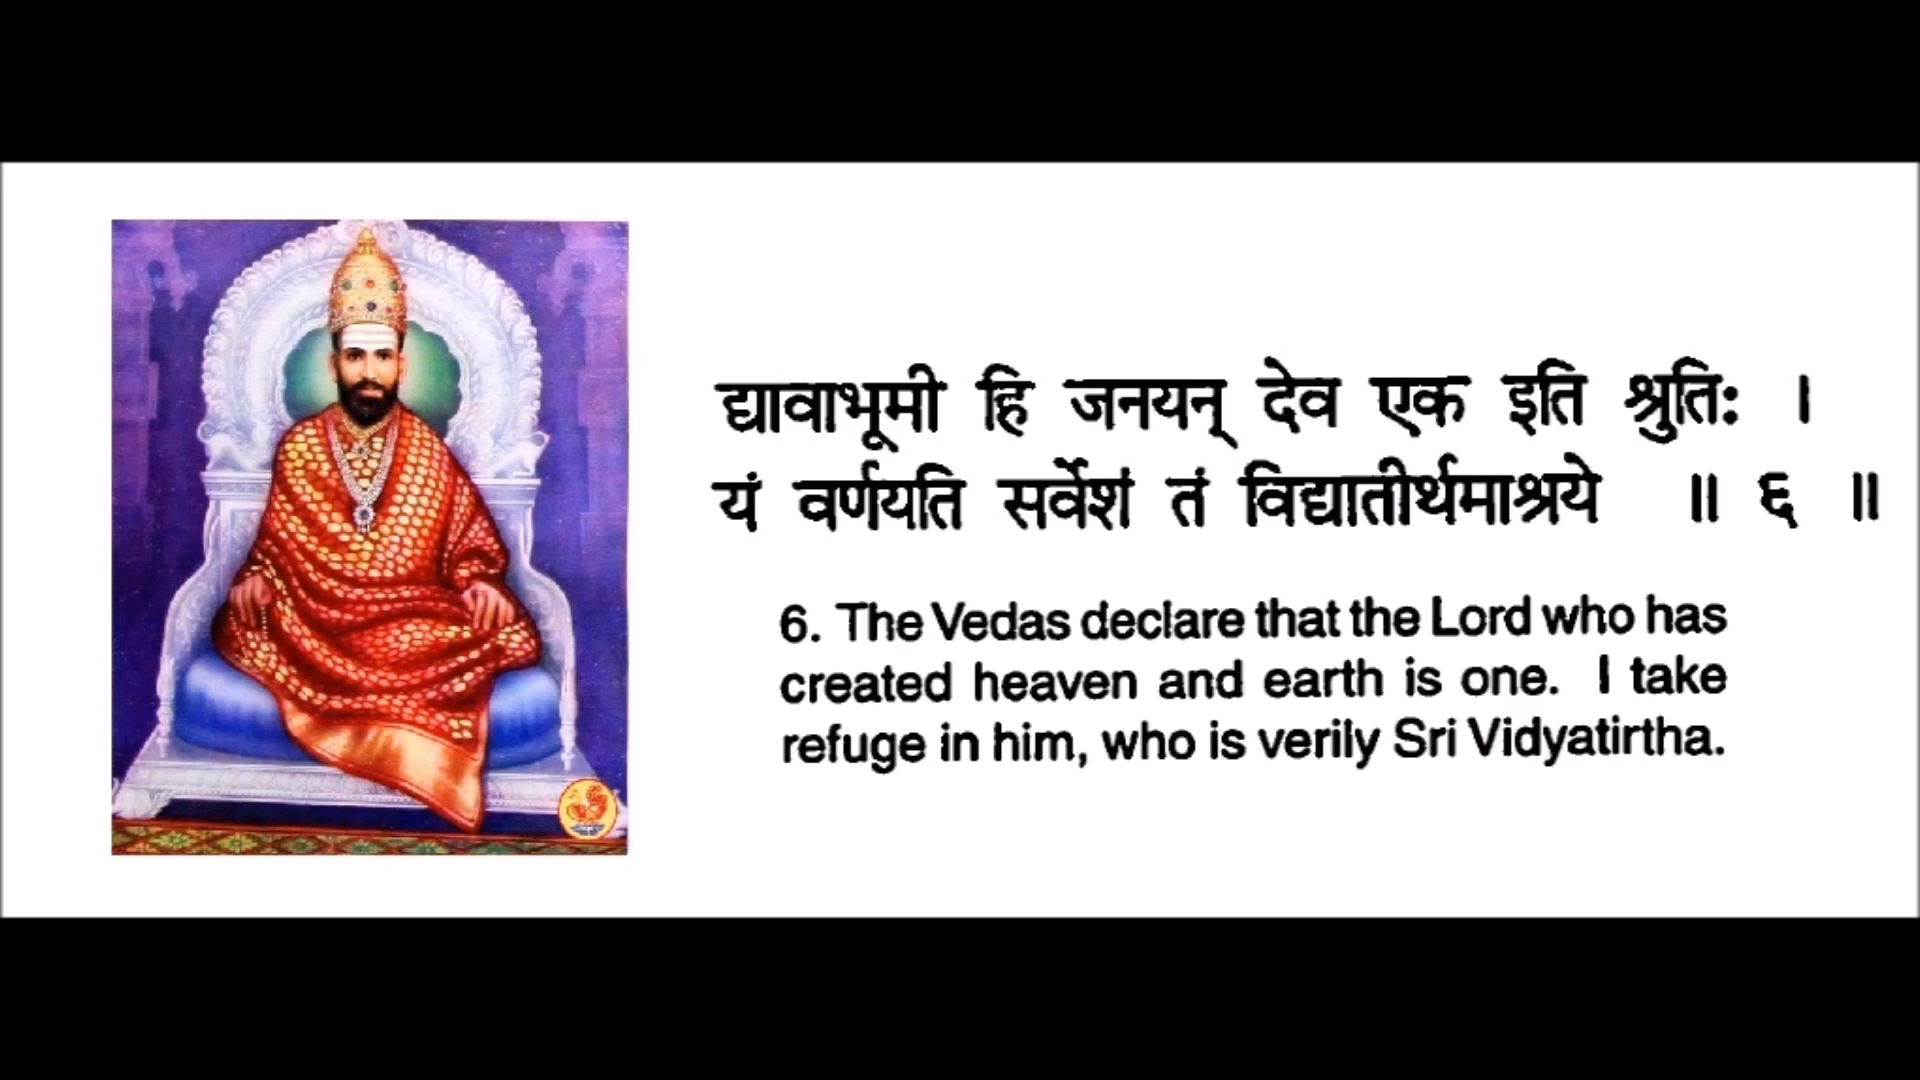 द्यावाभूमी हि जनयन् देव एक इति श्रुतिः ।
यं वर्णयति सर्वेशं तं विद्यातीर्थमाश्रये ॥ ६ ॥
6. The Vedas declare that the Lord who has
created heaven and earth is one. I take
refuge in him, who is verily Sri Vidyatirtha.